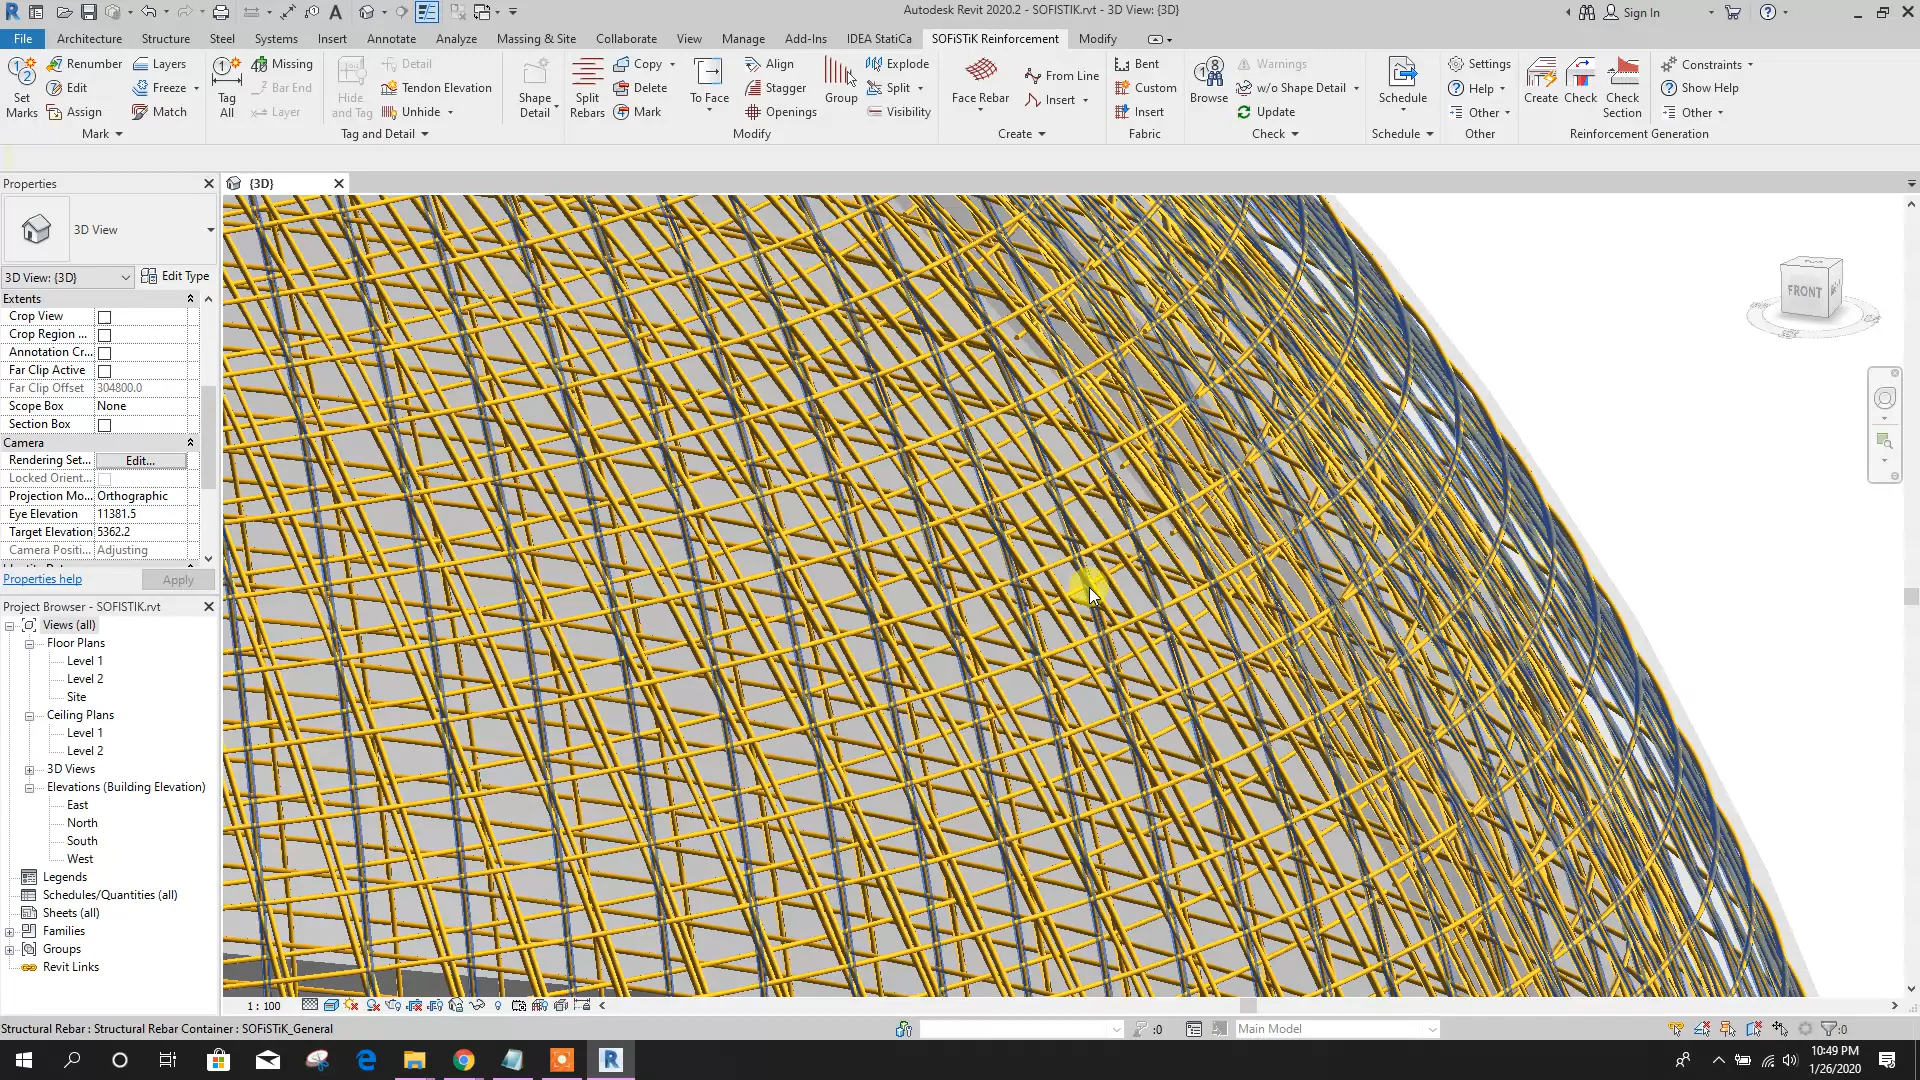 Autodesk Revit 2020.2 - SOFISTIK.rvt - 3D View: {3D}
Sign In
File Architecture Structure Steel Systems Insert Annotate Analyze Massing & Site Collaborate View Manage Add-Ins IDEA StatiCa SOFiSTiK Reinforcement Modify
Set Marks
Renumber
Edit
Assign
Layers
Freeze
Match
Mark
Tag All
Missing
Bar End
Layer
Hide and Tag
Detail
Tendon Elevation
Unhide
Tag and Detail
Shape Detail
Split Rebars
Copy
Delete
Mark
To Face
Align
Stagger
Openings
Group
Explode
Split
Visibility
Modify
Face Rebar
From Line
Insert
Create
Bent
Custom
Insert
Fabric
Browse
Warnings
w/o Shape Detail
Update
Check
Schedule
Schedule
Settings
Help
Other
Other
Create
Check
Check Section
Constraints
Show Help
Other
Reinforcement Generation
Properties
{3D}
3D View
3D View: {3D}
Edit Type
Extents
Crop View
Crop Region ...
Annotation Cr...
Far Clip Active
Far Clip Offset 304800.0
Scope Box None
Section Box
Camera
Rendering Set... Edit...
Locked Orient...
Projection Mo... Orthographic
Eye Elevation 11381.5
Target Elevation 5362.2
Camera Positi... Adjusting
Properties help
Apply
Project Browser - SOFISTIK.rvt
Views (all)
Floor Plans
Level 1
Level 2
Site
Ceiling Plans
Level 1
Level 2
3D Views
Elevations (Building Elevation)
East
North
South
West
Legends
Schedules/Quantities (all)
Sheets (all)
Families
Groups
Revit Links
FRONT
1 : 100
Structural Rebar : Structural Rebar Container : SOFiSTiK_General
:0
Main Model
:0
10:49 PM
1/26/2020